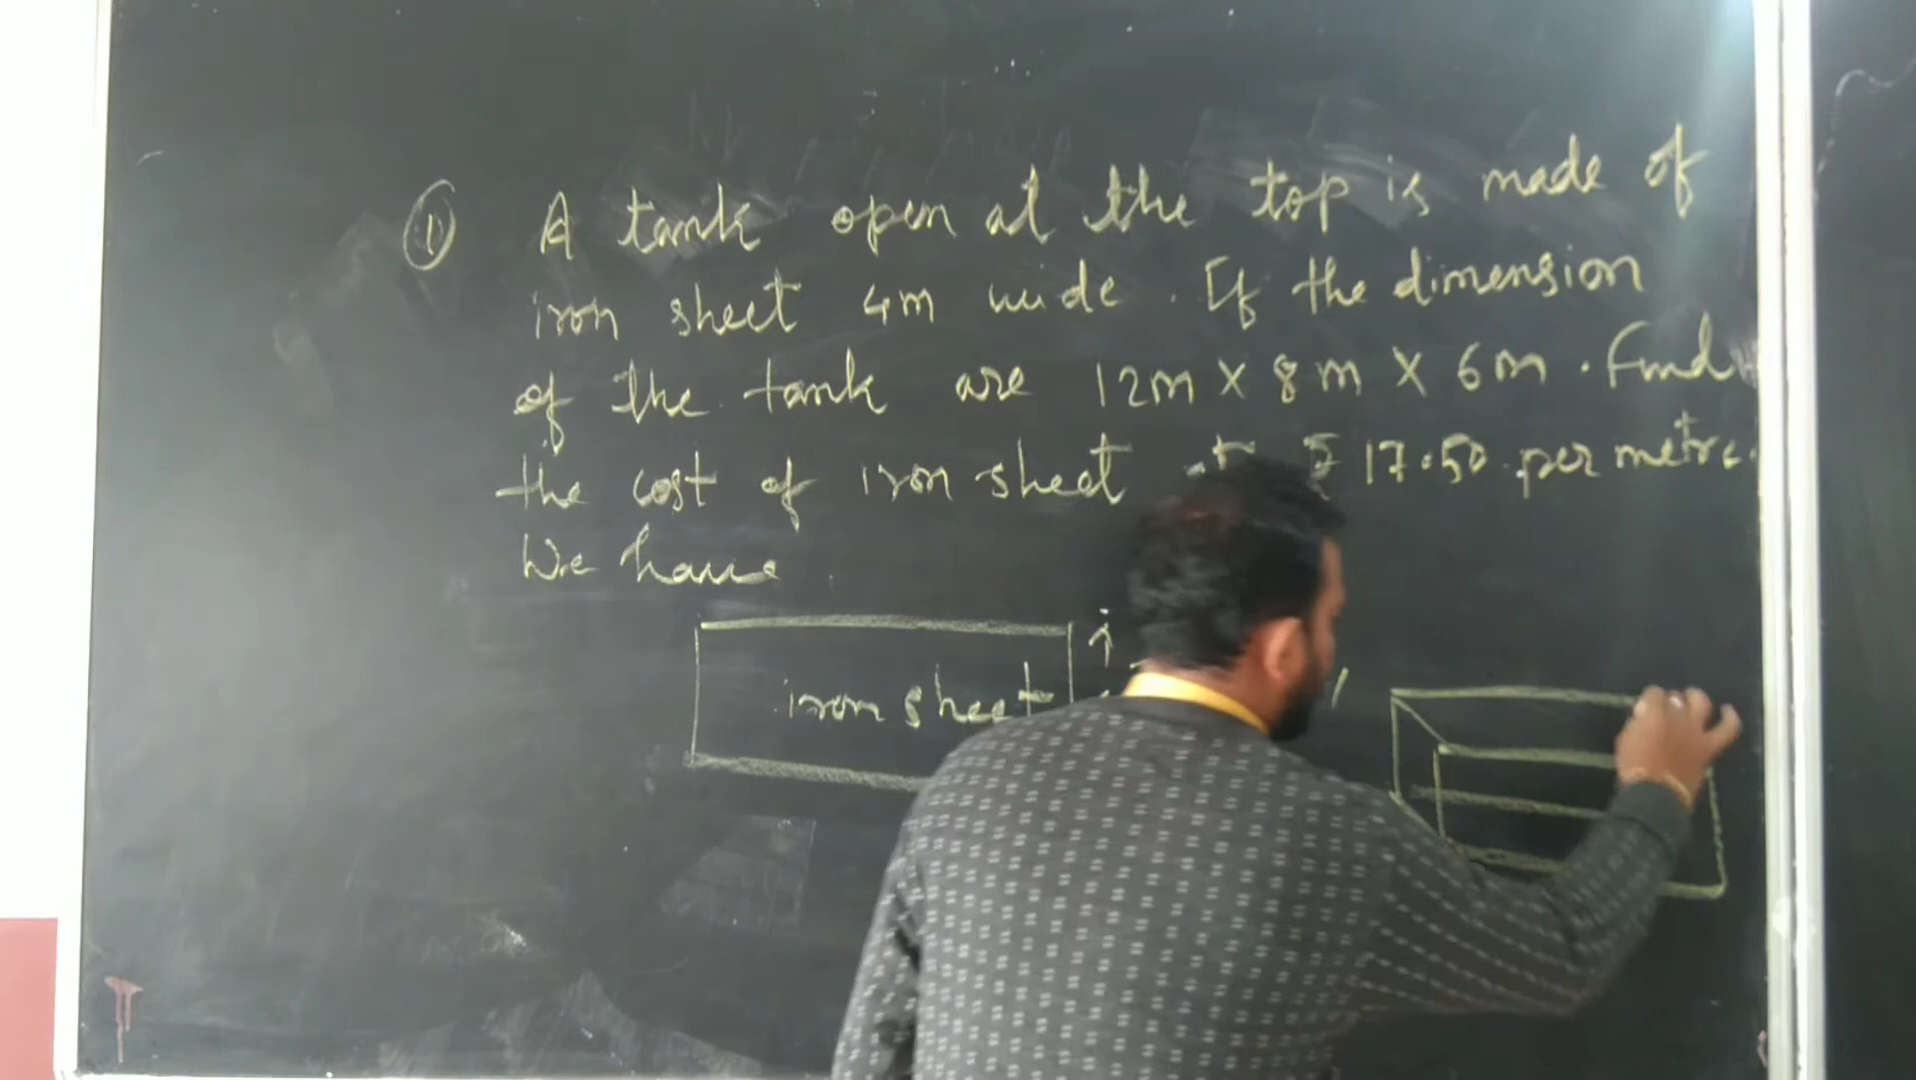 ① A tank open at the top is made of
iron sheet 4m wide. If the dimension
of the tank are 12m X 8m X 6m. Find
the cost of iron sheet at ₹ 17.50 per metre.
We have
iron sheet